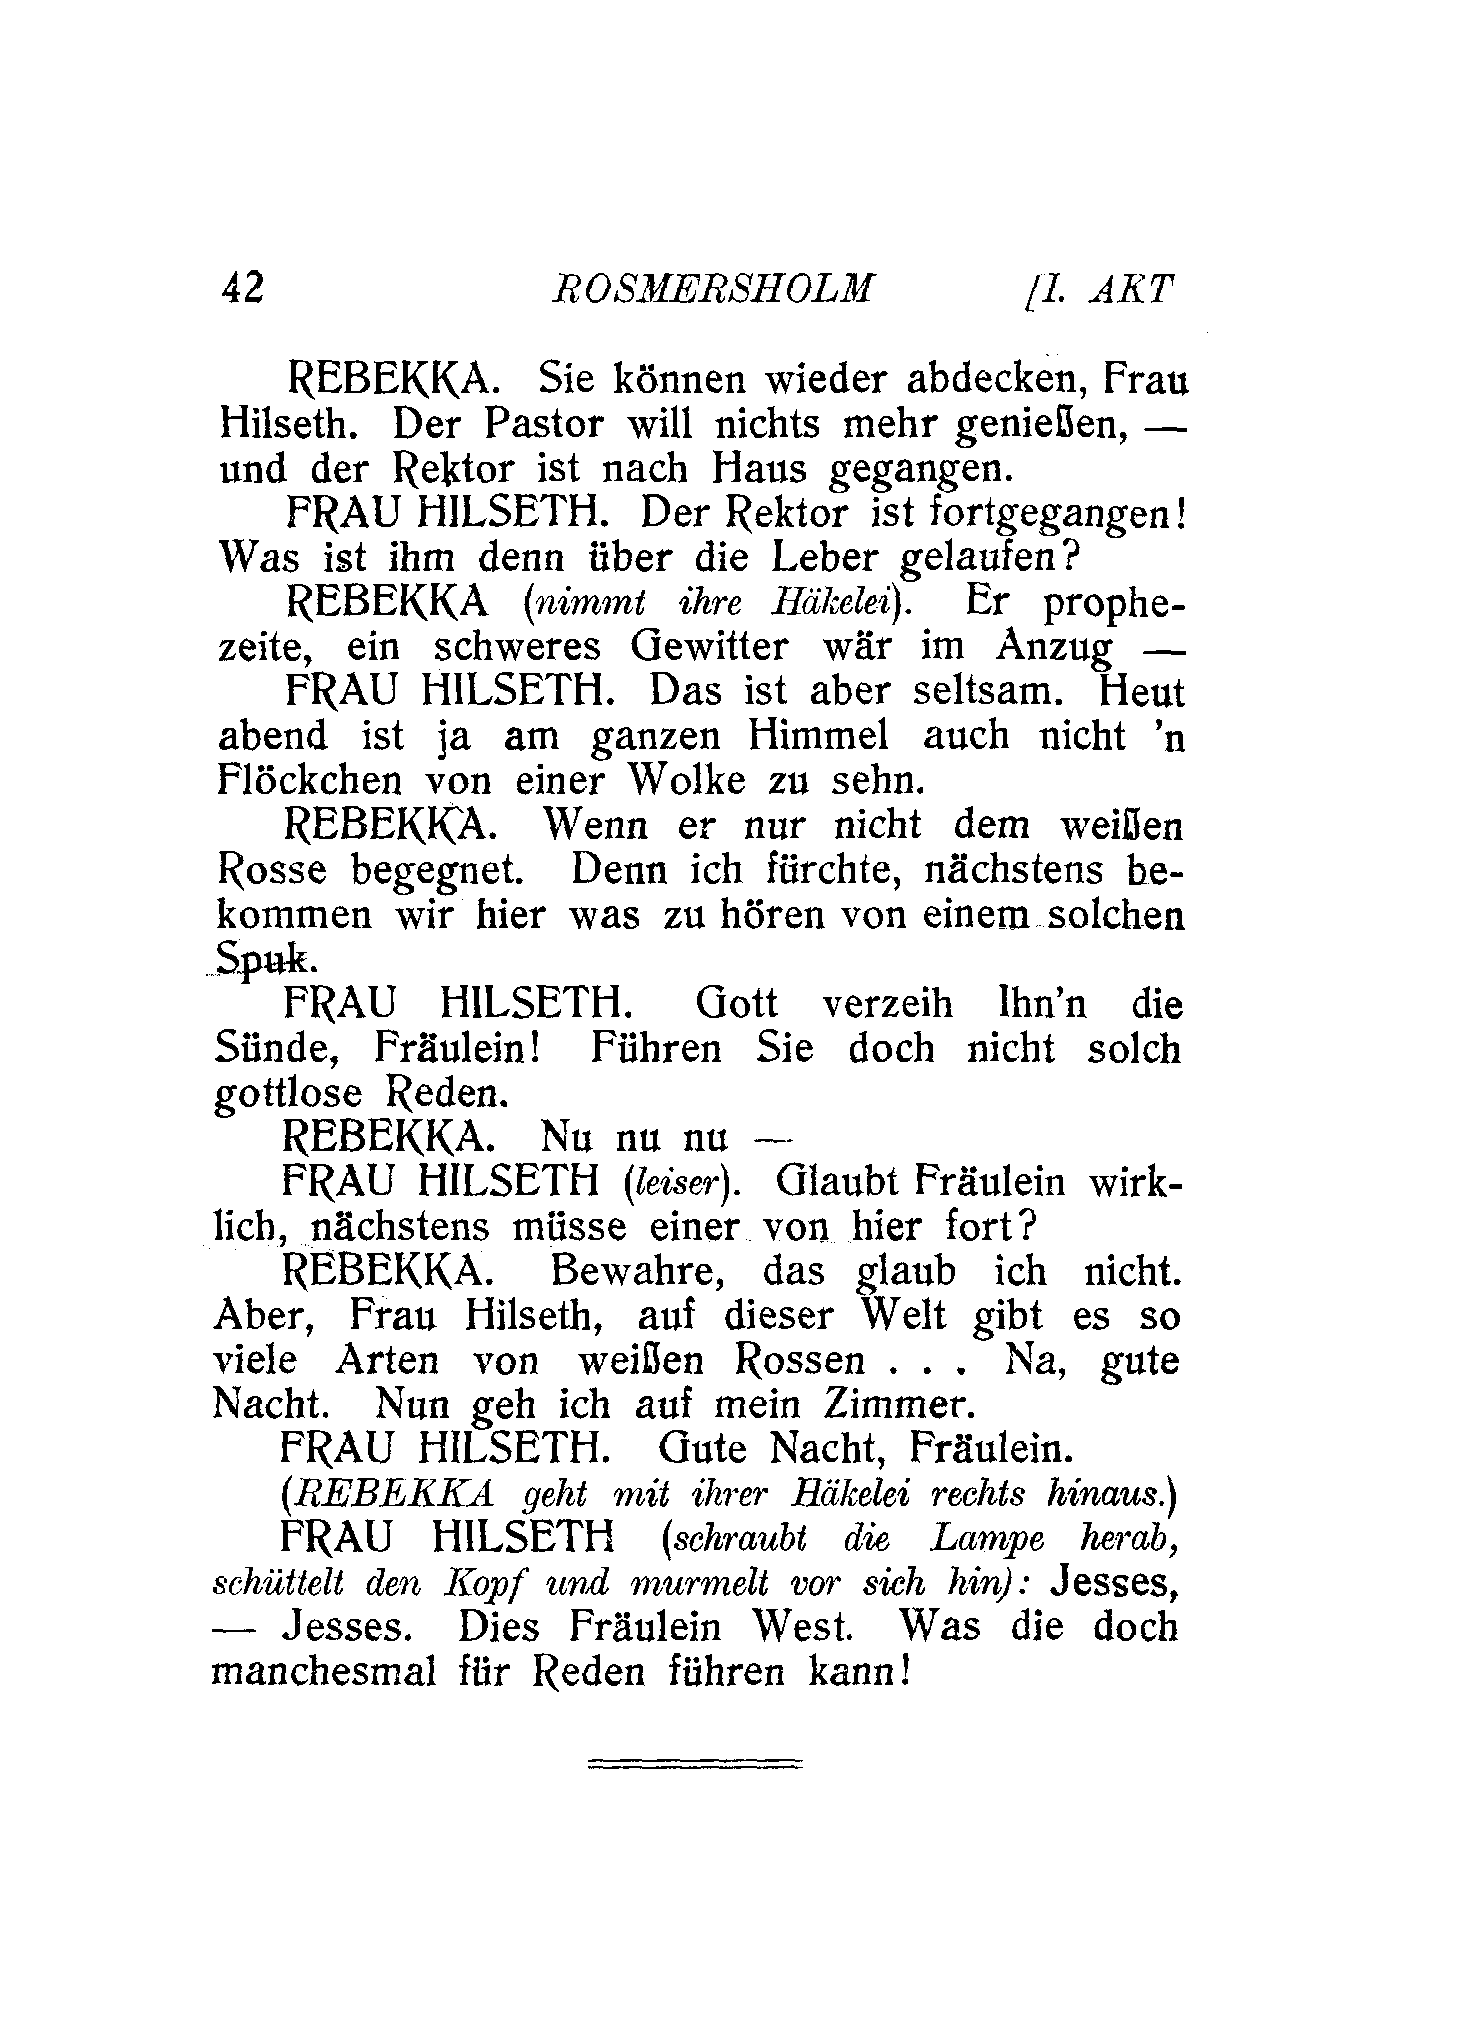 42 ROSMERSHOLM [I. AKT
REBEKKA. Sie können wieder abdecken, Frau
Hilseth. Der Pastor will nichts mehr genießen, —
und der Rektor ist nach Haus gegangen.
FRAU HILSETH. Der Rektor ist fortgegangen!
Was ist ihm denn über die Leber gelaufen?
REBEKKA (nimmt ihre Häkelei). Er prophe-
zeite, ein schweres Gewitter wär im Anzug —
FRAU HILSETH. Das ist aber seltsam. Heut
abend ist ja am ganzen Himmel auch nicht 'n
Flöckchen von einer Wolke zu sehn.
REBEKKA. Wenn er nur nicht dem weißen
Rosse begegnet. Denn ich fürchte, nächstens be-
kommen wir hier was zu hören von einem solchen
Spuk.
FRAU HILSETH. Gott verzeih Ihn'n die
Sünde, Fräulein! Führen Sie doch nicht solch
gottlose Reden.
REBEKKA. Nu nu nu —
FRAU HILSETH (leiser). Glaubt Fräulein wirk-
lich, nächstens müsse einer von hier fort?
REBEKKA. Bewahre, das glaub ich nicht.
Aber, Frau Hilseth, auf dieser Welt gibt es so
viele Arten von weißen Rossen . . . Na, gute
Nacht. Nun geh ich auf mein Zimmer.
FRAU HILSETH. Gute Nacht, Fräulein.
(REBEKKA geht mit ihrer Häkelei rechts hinaus.)
FRAU HILSETH (schraubt die Lampe herab,
schüttelt den Kopf und murmelt vor sich hin): Jesses,
— Jesses. Dies Fräulein West. Was die doch
manchesmal für Reden führen kann!